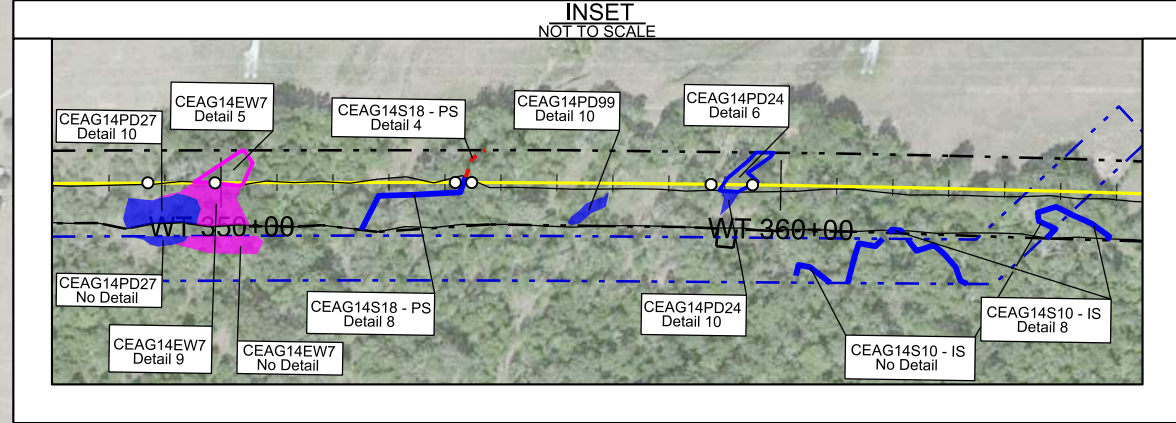 INSET
NOT TO SCALE
CEAG14PD27
Detail 10
CEAG14EW7
Detail 5
CEAG14S18 - PS
Detail 4
CEAG14PD99
Detail 10
CEAG14PD24
Detail 6
WT 350+00
WT 360+00
CEAG14PD27
No Detail
CEAG14EW7
Detail 9
CEAG14EW7
No Detail
CEAG14S18 - PS
Detail 8
CEAG14PD24
Detail 10
CEAG14S10 - IS
No Detail
CEAG14S10 - IS
Detail 8